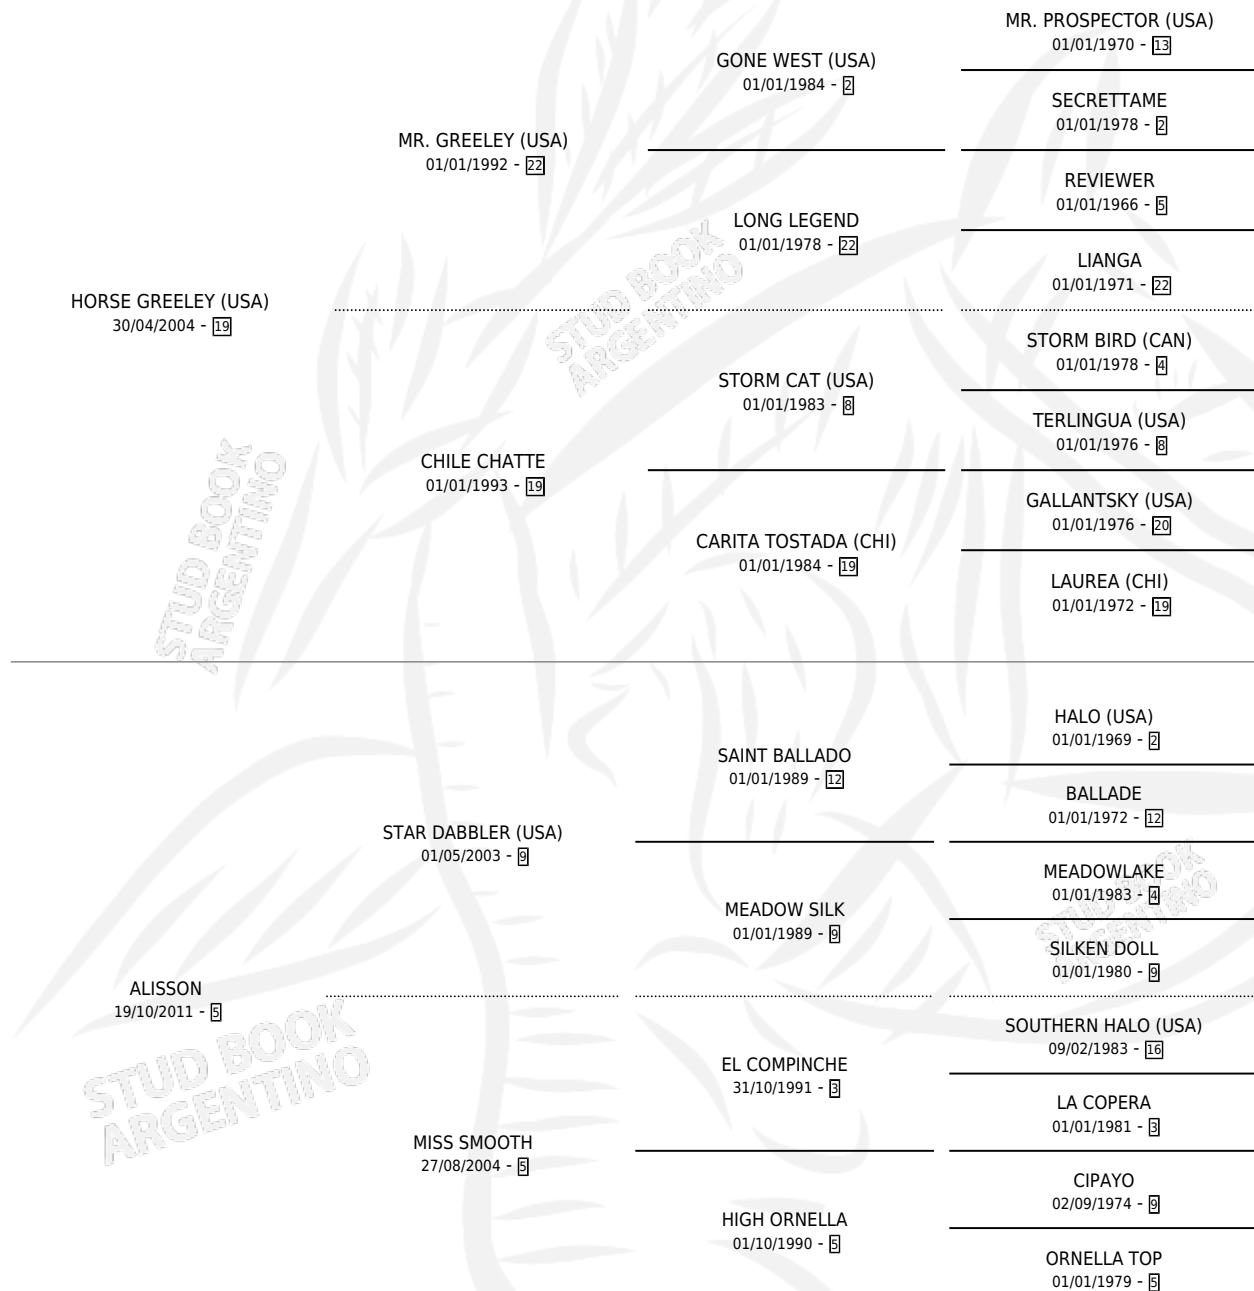 MR. PROSPECTOR (USA)
01/01/1970 - 13
GONE WEST (USA)
01/01/1984 - 2
SECRETTAME
01/01/1978 - 2
MR. GREELEY (USA)
01/01/1992 - 22
REVIEWER
01/01/1966 - 5
LONG LEGEND
01/01/1978 - 22
LIANGA
01/01/1971 - 22
HORSE GREELEY (USA)
30/04/2004 - 19
STORM BIRD (CAN)
01/01/1978 - 4
STORM CAT (USA)
01/01/1983 - 8
TERLINGUA (USA)
01/01/1976 - 8
CHILE CHATTE
01/01/1993 - 19
GALLANTSKY (USA)
01/01/1976 - 20
CARITA TOSTADA (CHI)
01/01/1984 - 19
LAUREA (CHI)
01/01/1972 - 19
HALO (USA)
01/01/1969 - 2
SAINT BALLADO
01/01/1989 - 12
BALLADE
01/01/1972 - 12
STAR DABBLER (USA)
01/05/2003 - 9
MEADOWLAKE
01/01/1983 - 4
MEADOW SILK
01/01/1989 - 9
SILKEN DOLL
01/01/1980 - 9
ALISSON
19/10/2011 - 5
SOUTHERN HALO (USA)
09/02/1983 - 16
EL COMPINCHE
31/10/1991 - 3
LA COPERA
01/01/1981 - 3
MISS SMOOTH
27/08/2004 - 5
CIPAYO
02/09/1974 - 9
HIGH ORNELLA
01/10/1990 - 5
ORNELLA TOP
01/01/1979 - 5
STUD BOOK
ARGENTINO
STUD BOOK
ARGENTINO
STUD BOOK
ARGENTINO
STUD BOOK
ARGENTINO